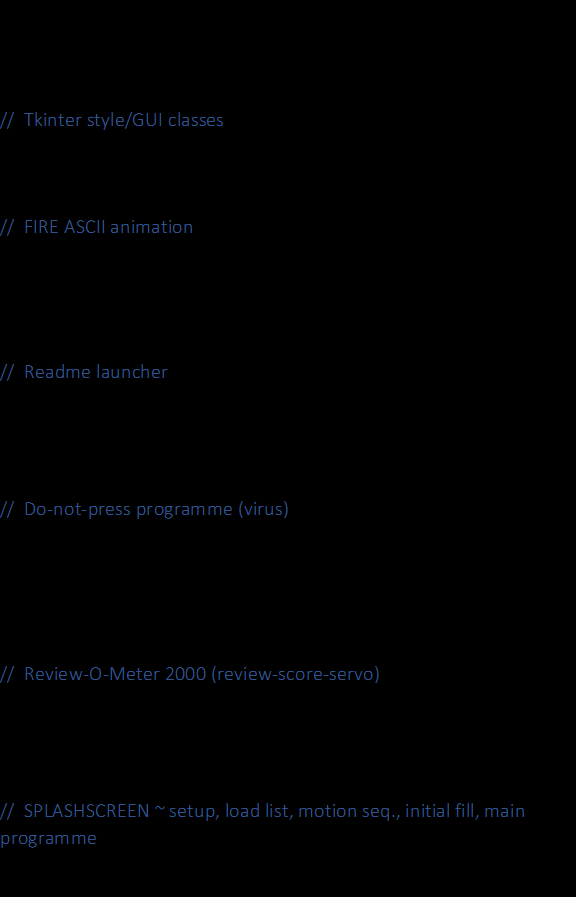 // Tkinter style/GUI classes
// FIRE ASCII animation
// Readme launcher
// Do-not-press programme (virus)
// Review-O-Meter 2000 (review-score-servo)
// SPLASHSCREEN ~ setup, load list, motion seq., initial fill, main
programme